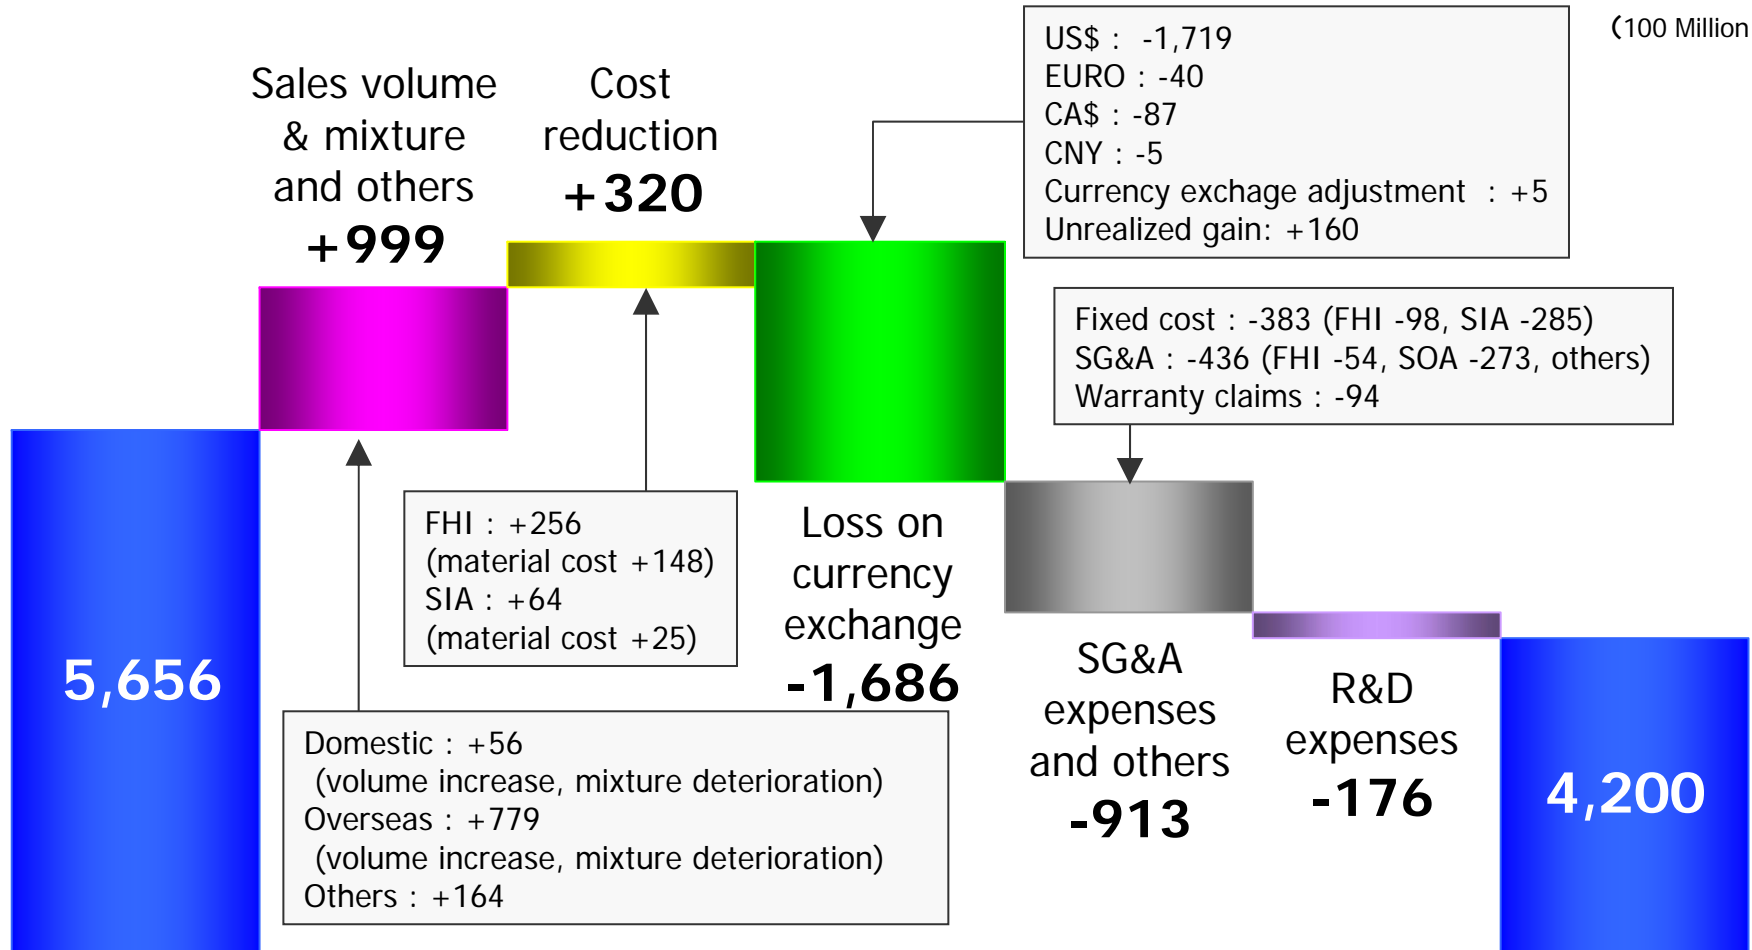 (100 Million
Sales volume
& mixture
and others
+999
Cost
reduction
+320
US$ : -1,719
EURO : -40
CA$ : -87
CNY : -5
Currency exchage adjustment : +5
Unrealized gain: +160
Fixed cost : -383 (FHI -98, SIA -285)
SG&A : -436 (FHI -54, SOA -273, others)
Warranty claims : -94
FHI : +256
(material cost +148)
SIA : +64
(material cost +25)
Loss on
currency
exchange
-1,686
5,656
SG&A
expenses
and others
-913
R&D
expenses
-176
4,200
Domestic : +56
(volume increase, mixture deterioration)
Overseas : +779
(volume increase, mixture deterioration)
Others : +164